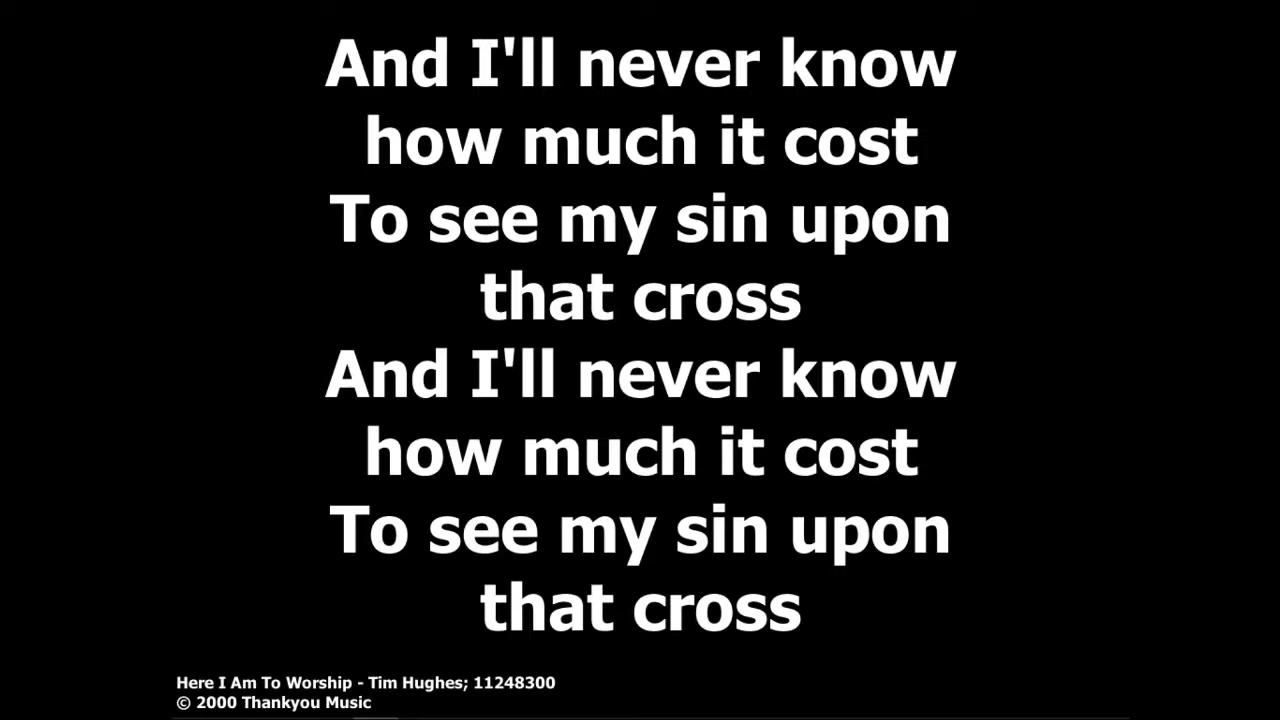 And I'll never know
how much it cost
To see my sin upon
that cross
And I'll never know
how much it cost
To see my sin upon
that cross
Here I Am To Worship - Tim Hughes; 11248300
© 2000 Thankyou Music